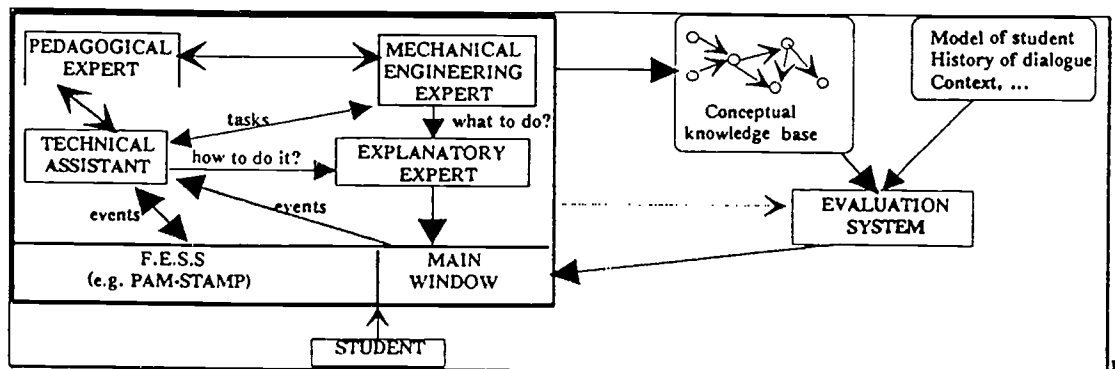 PEDAGOGICAL
EXPERT
MECHANICAL
ENGINEERING
EXPERT
tasks
what to do?
TECHNICAL
ASSISTANT
how to do it?
EXPLANATORY
EXPERT
events
events
F.E.S.S
(e.g. PAM-STAMP)
MAIN
WINDOW
STUDENT
Conceptual
knowledge base
Model of student
History of dialogue
Context, ...
EVALUATION
SYSTEM